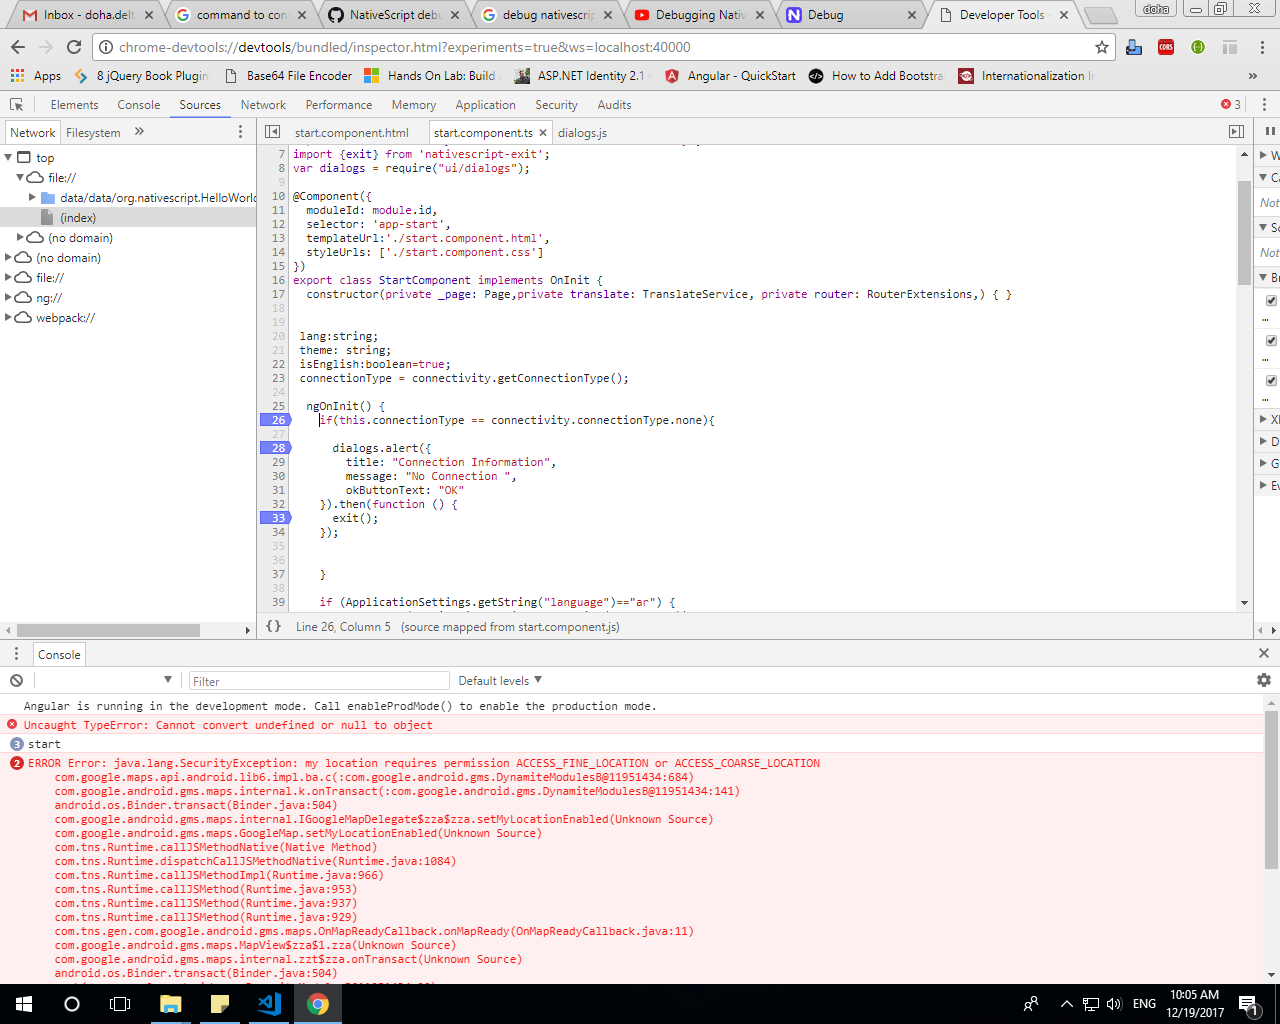 Inbox - doha.delt
command to con
NativeScript deb
debug nativescrip
Debugging Nativ
Debug
Developer Tools -
doha
chrome-devtools://devtools/bundled/inspector.html?experiments=true&ws=localhost:40000
Apps
8 jQuery Book Plugin
Base64 File Encoder
Hands On Lab: Build
ASP.NET Identity 2.1
Angular - QuickStart
How to Add Bootstra
Internationalization
»
Elements Console Sources Network Performance Memory Application Security Audits
3
Network Filesystem »
start.component.html start.component.ts × dialogs.js
top
file://
data/data/org.nativescript.HelloWorld
(index)
(no domain)
(no domain)
file://
ng://
webpack://
7 import {exit} from 'nativescript-exit';
8 var dialogs = require("ui/dialogs");
9
10 @Component({
11 moduleId: module.id,
12 selector: 'app-start',
13 templateUrl:'./start.component.html',
14 styleUrls: ['./start.component.css']
15 })
16 export class StartComponent implements OnInit {
17 constructor(private _page: Page,private translate: TranslateService, private router: RouterExtensions,) { }
18
19
20 lang:string;
21 theme: string;
22 isEnglish:boolean=true;
23 connectionType = connectivity.getConnectionType();
24
25 ngOnInit() {
26 if(this.connectionType == connectivity.connectionType.none){
27
28 dialogs.alert({
29 title: "Connection Information",
30 message: "No Connection ",
31 okButtonText: "OK"
32 }).then(function () {
33 exit();
34 });
35
36
37 }
38
39 if (ApplicationSettings.getString("language")=="ar") {
W
Ca
Not
Sc
Not
Br
...
...
...
XI
D
G
Ev
{} Line 26, Column 5 (source mapped from start.component.js)
Console
Filter
Default levels
Angular is running in the development mode. Call enableProdMode() to enable the production mode.
Uncaught TypeError: Cannot convert undefined or null to object
3 start
2 ERROR Error: java.lang.SecurityException: my location requires permission ACCESS_FINE_LOCATION or ACCESS_COARSE_LOCATION
com.google.maps.api.android.lib6.impl.ba.c(:com.google.android.gms.DynamiteModulesB@11951434:684)
com.google.android.gms.maps.internal.k.onTransact(:com.google.android.gms.DynamiteModulesB@11951434:141)
android.os.Binder.transact(Binder.java:504)
com.google.android.gms.maps.internal.IGoogleMapDelegate$zza$zza.setMyLocationEnabled(Unknown Source)
com.google.android.gms.maps.GoogleMap.setMyLocationEnabled(Unknown Source)
com.tns.Runtime.callJSMethodNative(Native Method)
com.tns.Runtime.dispatchCallJSMethodNative(Runtime.java:1084)
com.tns.Runtime.callJSMethodImpl(Runtime.java:966)
com.tns.Runtime.callJSMethod(Runtime.java:953)
com.tns.Runtime.callJSMethod(Runtime.java:937)
com.tns.Runtime.callJSMethod(Runtime.java:929)
com.tns.gen.com.google.android.gms.maps.OnMapReadyCallback.onMapReady(OnMapReadyCallback.java:11)
com.google.android.gms.maps.MapView$zza$1.zza(Unknown Source)
com.google.android.gms.maps.internal.zzt$zza.onTransact(Unknown Source)
android.os.Binder.transact(Binder.java:504)
ENG
10:05 AM
12/19/2017
1